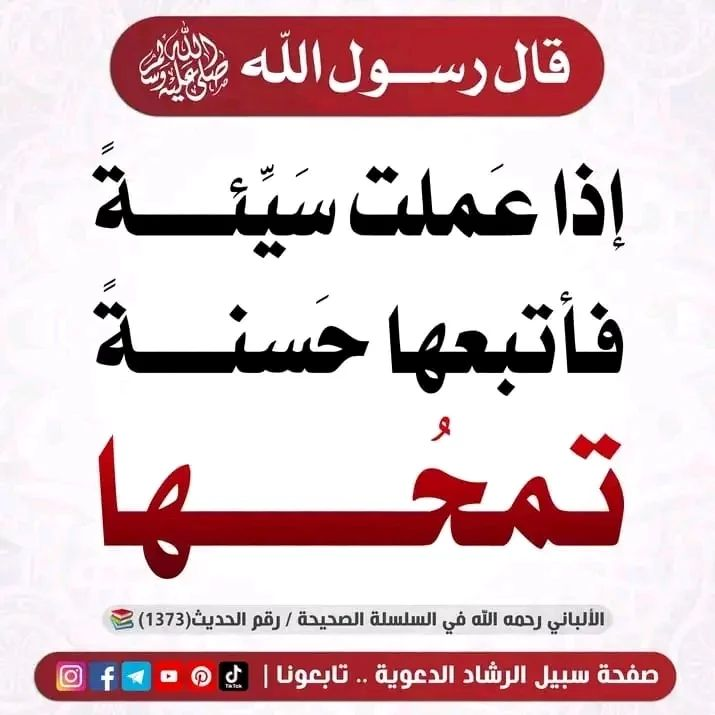 قال رسول الله صلى الله عليه وسلم
إذا عَملت سَيِّئةً
فأتبعها حَسنةً
تمحُها
الألباني رحمه الله في السلسلة الصحيحة / رقم الحديث(1373)
صفحة سبيل الرشاد الدعوية .. تابعونا |
TikTok